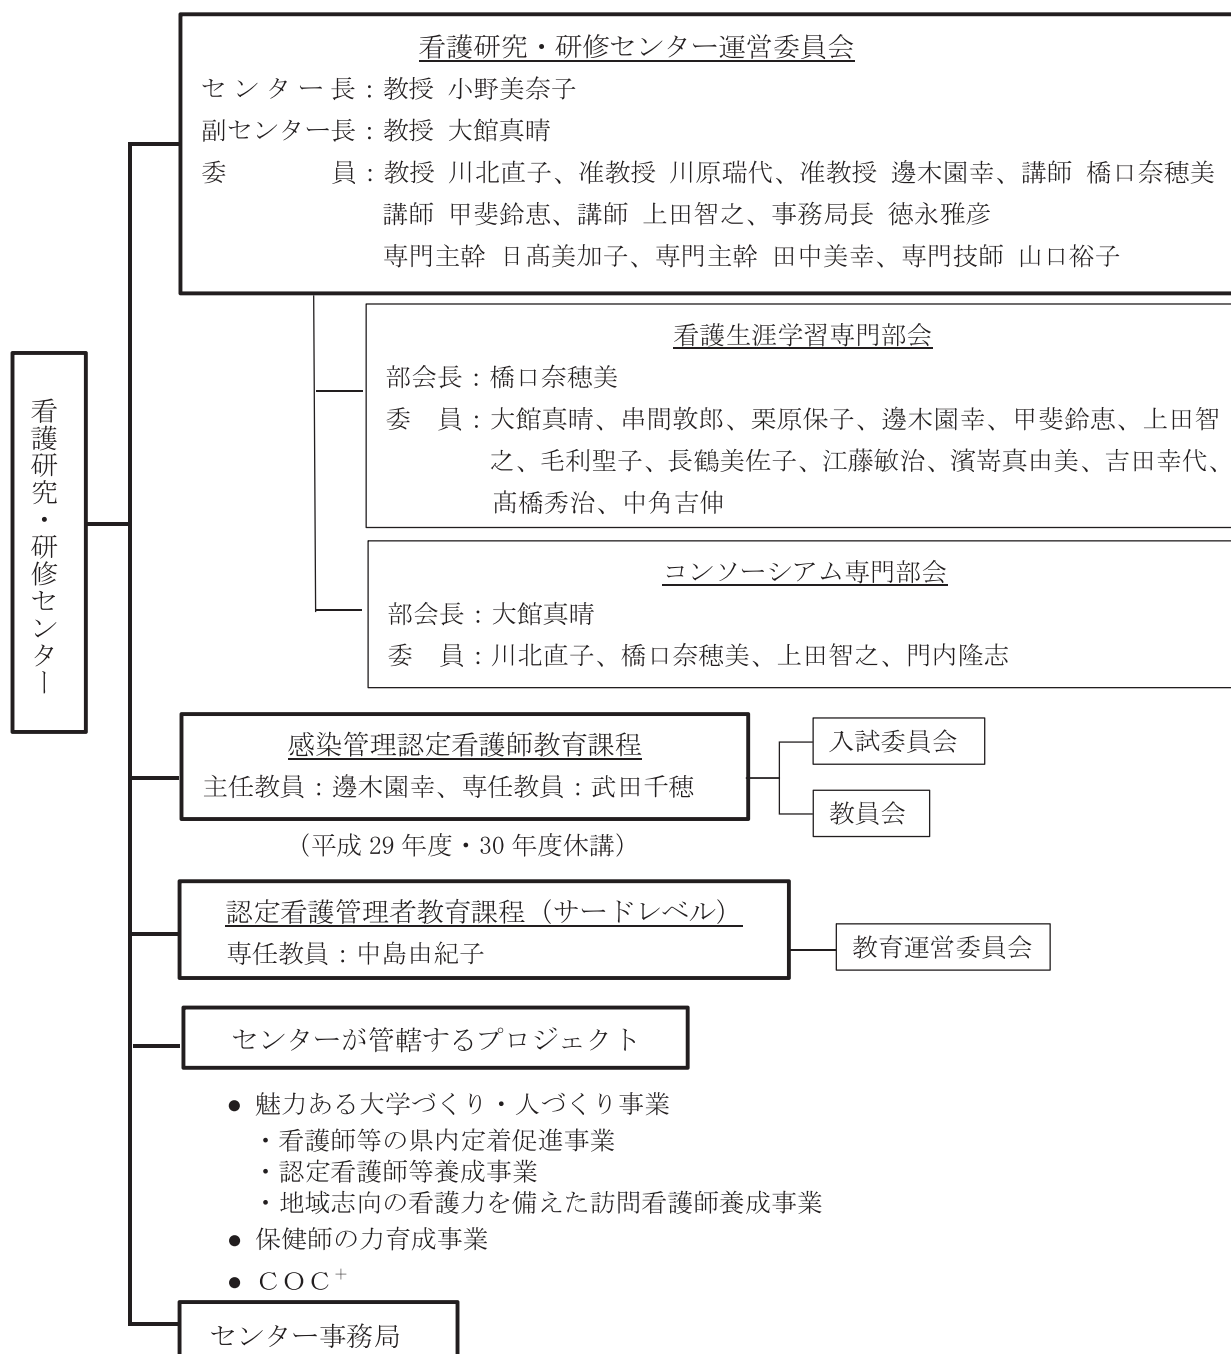 看護研究・研修センター
看護研究・研修センター運営委員会
センター長：教授 小野美奈子
副センター長：教授 大館真晴
委　　　員：教授 川北直子、准教授 川原瑞代、准教授 邊木園幸、講師 橋口奈穂美
講師 甲斐鈴恵、講師 上田智之、事務局長 徳永雅彦
専門主幹 日髙美加子、専門主幹 田中美幸、専門技師 山口裕子
看護生涯学習専門部会
部会長：橋口奈穂美
委　員：大館真晴、串間敦郎、栗原保子、邊木園幸、甲斐鈴恵、上田智
之、毛利聖子、長鶴美佐子、江藤敏治、濱嵜真由美、吉田幸代、
髙橋秀治、中角吉伸
コンソーシアム専門部会
部会長：大館真晴
委　員：川北直子、橋口奈穂美、上田智之、門内隆志
感染管理認定看護師教育課程
主任教員：邊木園幸、専任教員：武田千穂
（平成 29 年度・30 年度休講）
入試委員会
教員会
認定看護管理者教育課程（サードレベル）
専任教員：中島由紀子
教育運営委員会
センターが管轄するプロジェクト
● 魅力ある大学づくり・人づくり事業
・看護師等の県内定着促進事業
・認定看護師等養成事業
・地域志向の看護力を備えた訪問看護師養成事業
● 保健師の力育成事業
● ＣＯＣ⁺
センター事務局